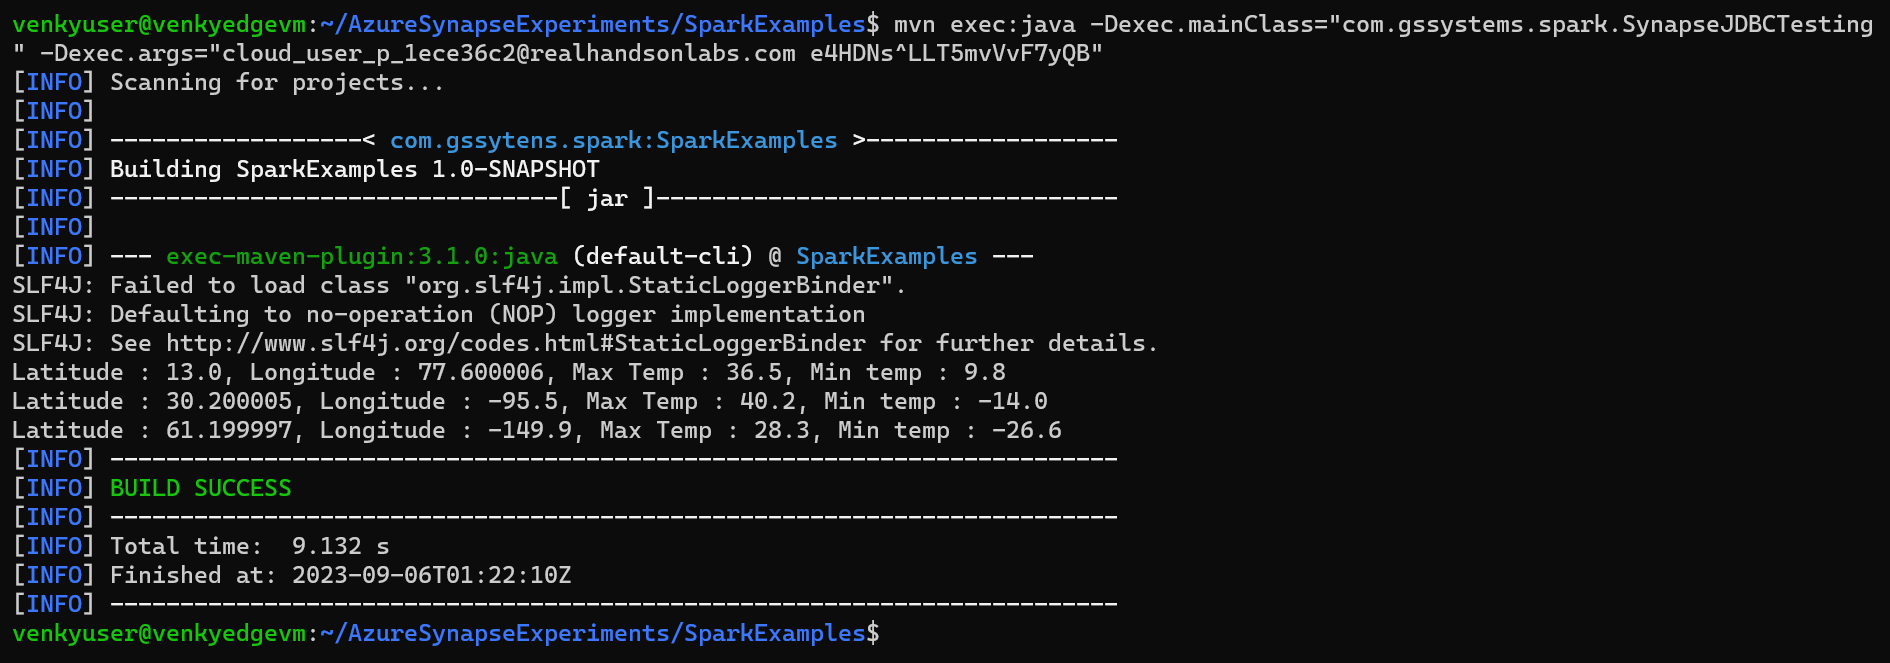 venkyuser@venkyedgevm:~/AzureSynapseExperiments/SparkExamples$ mvn exec:java -Dexec.mainClass="com.gssystems.spark.SynapseJDBCTesting
" -Dexec.args="cloud_user_p_1ece36c2@realhandsonlabs.com e4HDNs^LLT5mvVvF7yQB"
[INFO] Scanning for projects...
[INFO]
[INFO] ------------------< com.gssytens.spark:SparkExamples >------------------
[INFO] Building SparkExamples 1.0-SNAPSHOT
[INFO] --------------------------------[ jar ]---------------------------------
[INFO]
[INFO] --- exec-maven-plugin:3.1.0:java (default-cli) @ SparkExamples ---
SLF4J: Failed to load class "org.slf4j.impl.StaticLoggerBinder".
SLF4J: Defaulting to no-operation (NOP) logger implementation
SLF4J: See http://www.slf4j.org/codes.html#StaticLoggerBinder for further details.
Latitude : 13.0, Longitude : 77.600006, Max Temp : 36.5, Min temp : 9.8
Latitude : 30.200005, Longitude : -95.5, Max Temp : 40.2, Min temp : -14.0
Latitude : 61.199997, Longitude : -149.9, Max Temp : 28.3, Min temp : -26.6
[INFO] ------------------------------------------------------------------------
[INFO] BUILD SUCCESS
[INFO] ------------------------------------------------------------------------
[INFO] Total time:  9.132 s
[INFO] Finished at: 2023-09-06T01:22:10Z
[INFO] ------------------------------------------------------------------------
venkyuser@venkyedgevm:~/AzureSynapseExperiments/SparkExamples$